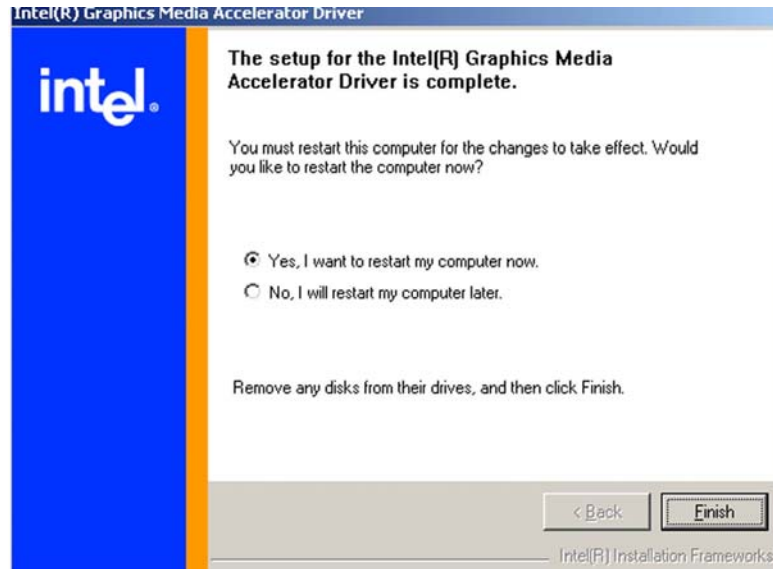 Intel(R) Graphics Media Accelerator Driver
intel®
The setup for the Intel(R) Graphics Media
Accelerator Driver is complete.
You must restart this computer for the changes to take effect. Would
you like to restart the computer now?
Yes, I want to restart my computer now.
No, I will restart my computer later.
Remove any disks from their drives, and then click Finish.
< Back
Finish
Intel(R) Installation Frameworks